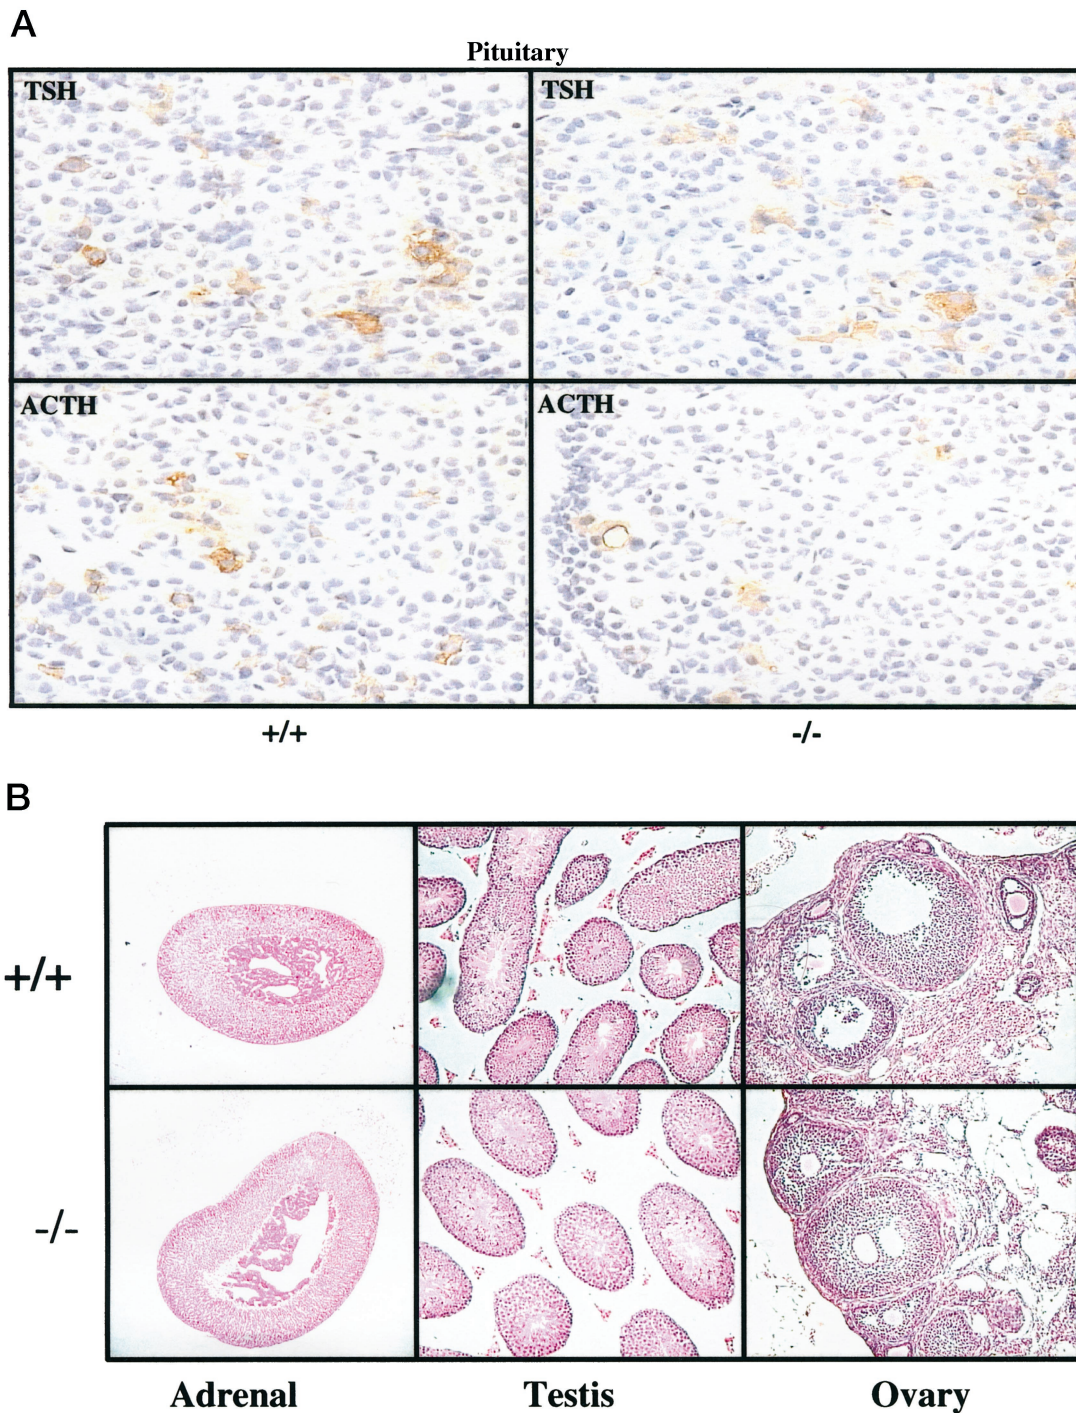 A
Pituitary
TSH
TSH
ACTH
ACTH
+/+
-/-
B
+/+
-/-
Adrenal
Testis
Ovary